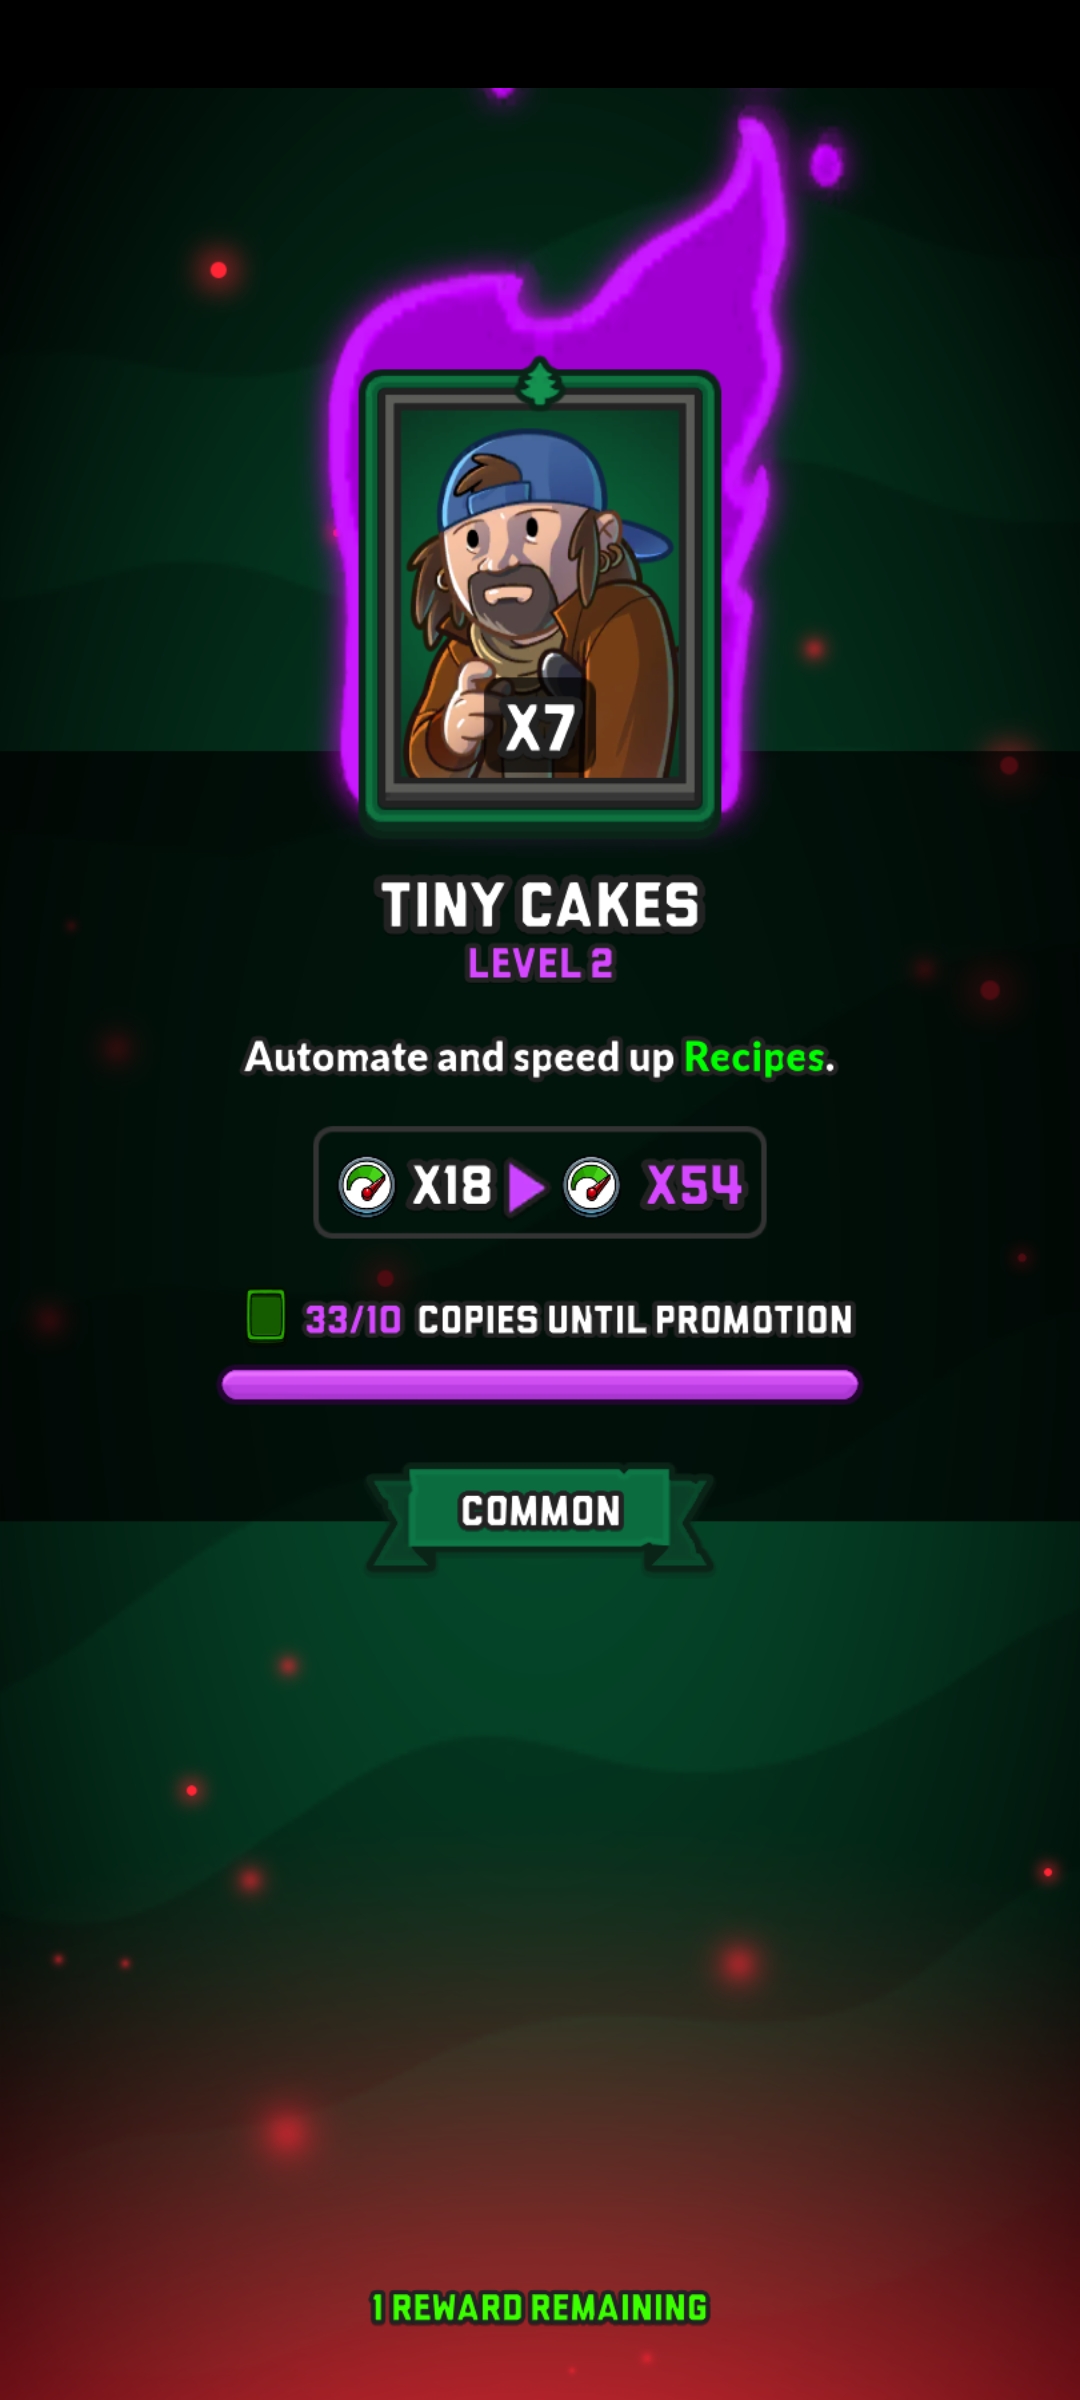 X7
TINY CAKES
LEVEL 2
Automate and speed up Recipes.
X18 X54
33/10 COPIES UNTIL PROMOTION
COMMON
1 REWARD REMAINING